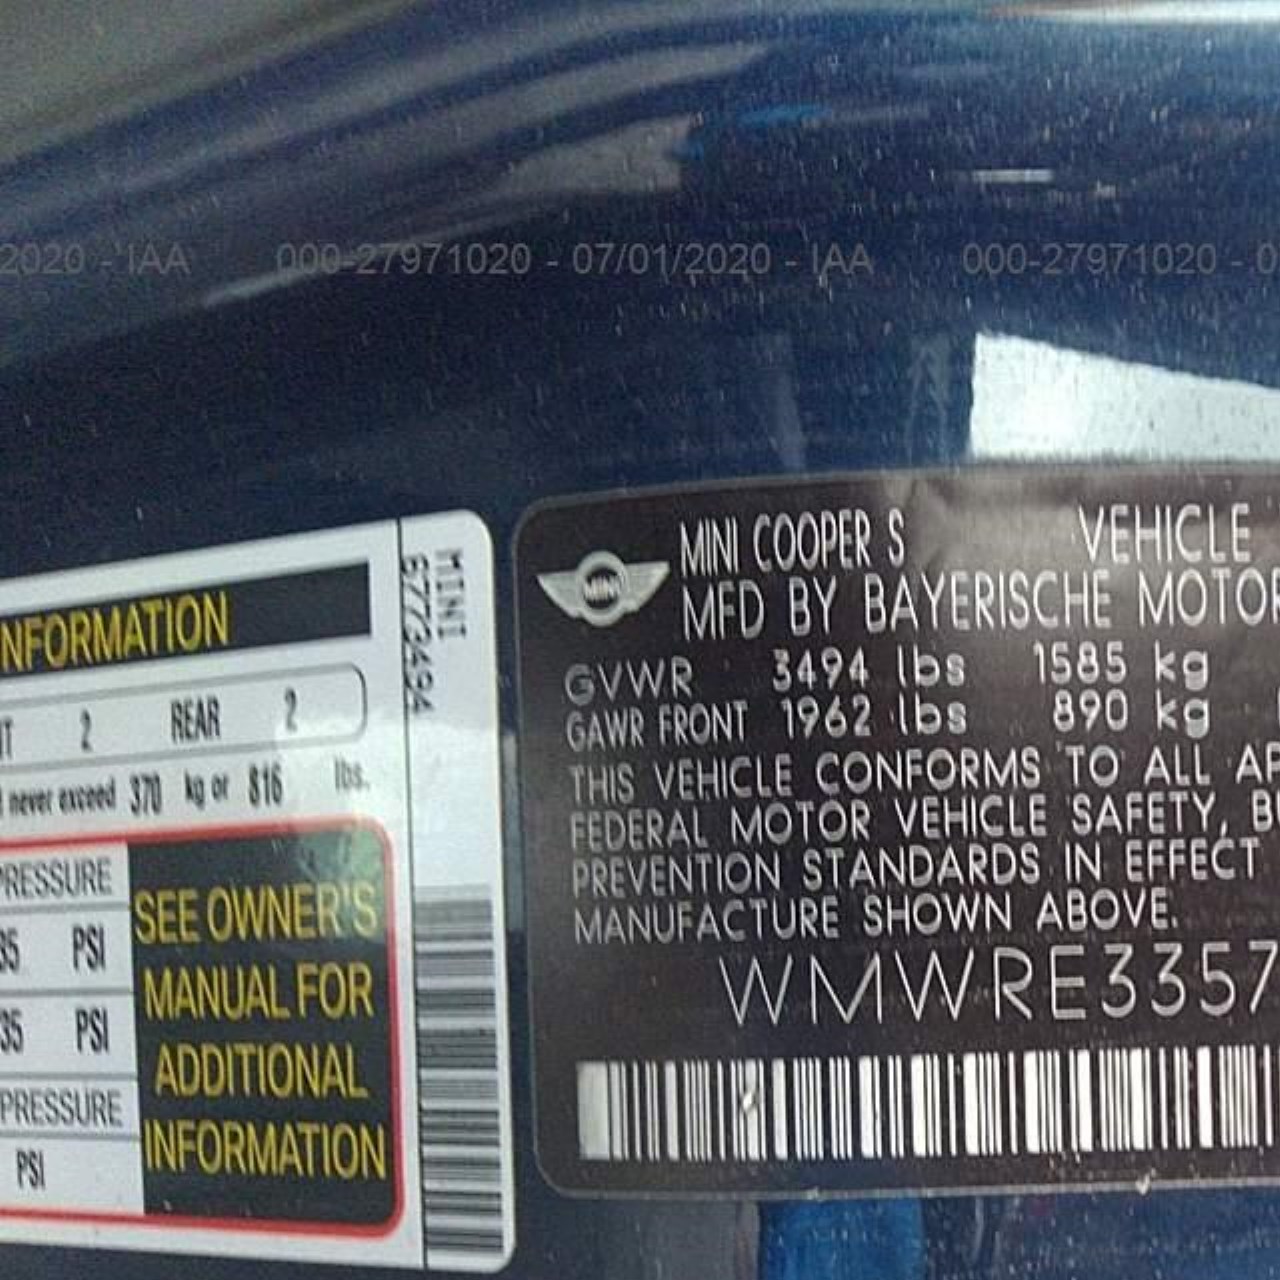 2020 - IAA 000-27971020 - 07/01/2020 - IAA 000-27971020 - 0
NFORMATION
2 REAR 2
never exceed 370 kg or 816 lbs.
PRESSURE
35 PSI
35 PSI
PRESSURE
PSI
SEE OWNER'S
MANUAL FOR
ADDITIONAL
INFORMATION
MINI
6773494
MINI
MINI COOPER S VEHICLE
MFD BY BAYERISCHE MOTOR
GVWR 3494 lbs 1585 kg
GAWR FRONT 1962 lbs 890 kg
THIS VEHICLE CONFORMS TO ALL AP
FEDERAL MOTOR VEHICLE SAFETY, B
PREVENTION STANDARDS IN EFFECT
MANUFACTURE SHOWN ABOVE.
WMWRE3357